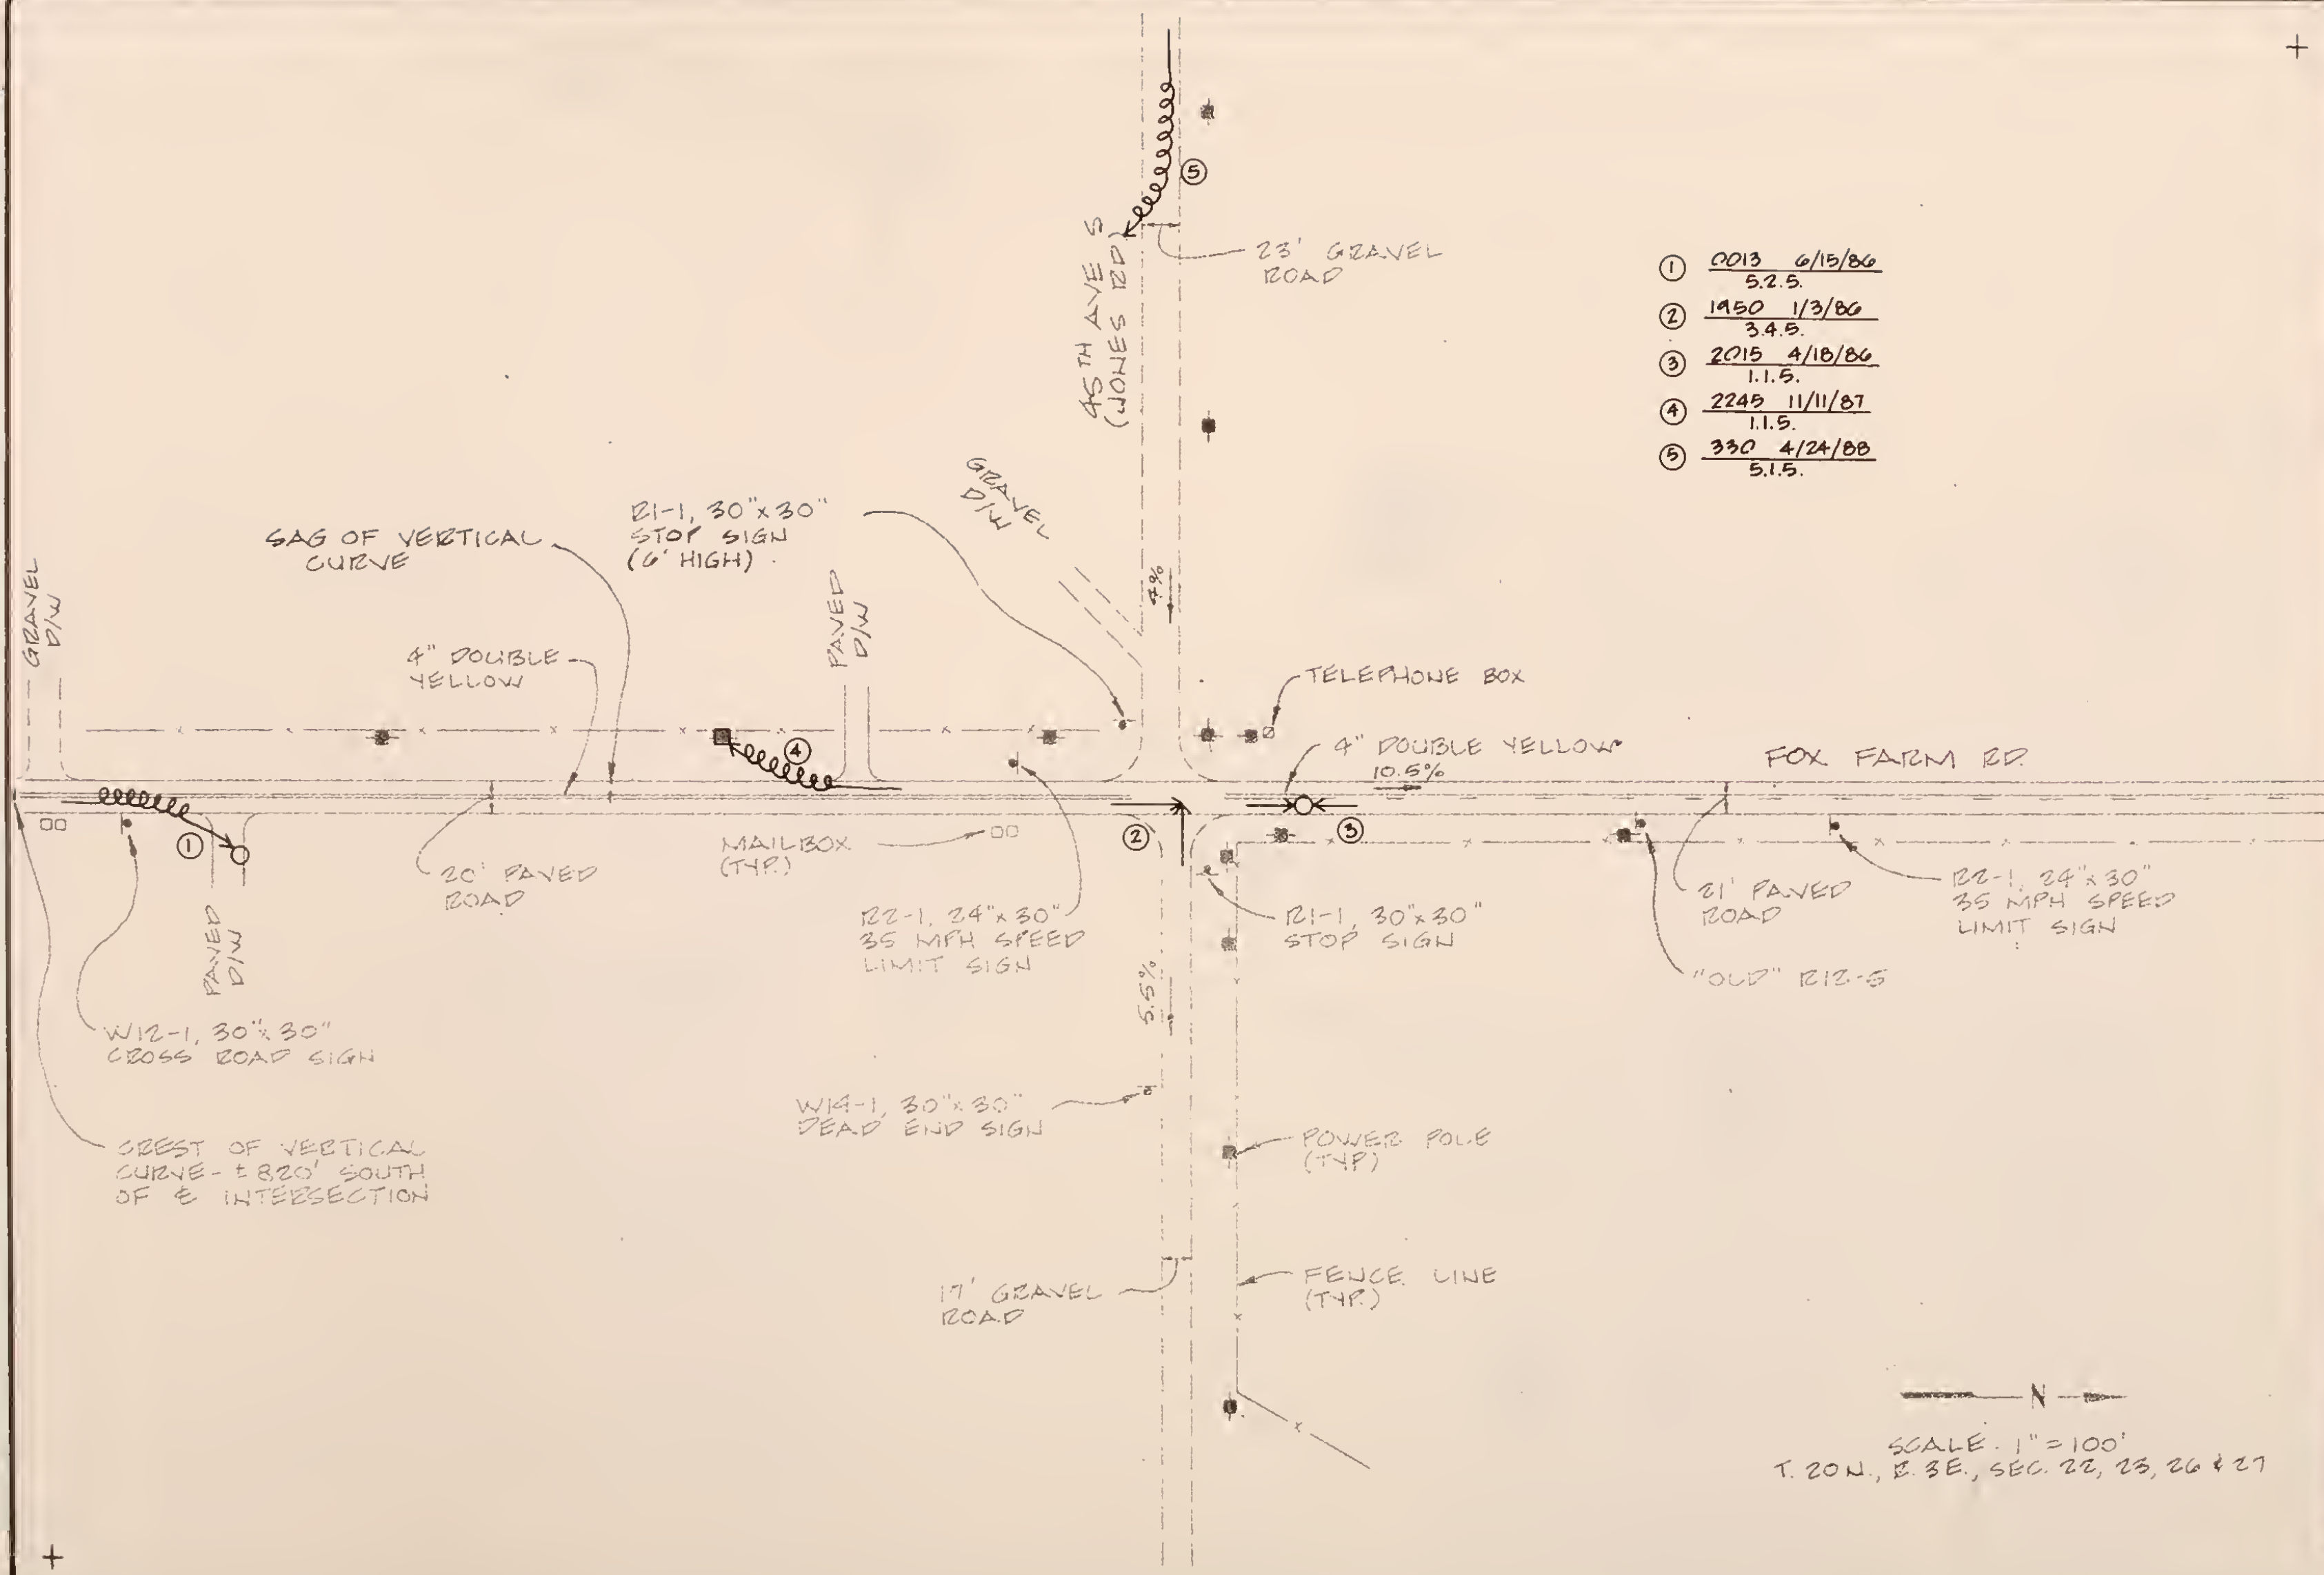 5
45TH AVE S
(JONES RD)
23' GRAVEL
ROAD
1 0013 6/15/86
5.2.5.
2 1950 1/3/86
3.4.5.
3 2015 4/18/86
1.1.5.
4 2245 11/11/87
1.1.5.
5 330 4/24/88
5.1.5.
GRAVEL
D/W
R1-1, 30"x30"
STOP SIGN
(6' HIGH)
SAG OF VERTICAL
CURVE
4%
GRAVEL
D/W
PAVED
D/W
4" DOUBLE
YELLOW
TELEPHONE BOX
4" DOUBLE YELLOW
10.5%
FOX FARM RD.
4
1
2
3
MAILBOX
(TYP.)
20' PAVED
ROAD
PAVED
D/W
R2-1, 24"x30"
35 MPH SPEED
LIMIT SIGN
R1-1, 30"x30"
STOP SIGN
21' PAVED
ROAD
R2-1, 24"x30"
35 MPH SPEED
LIMIT SIGN
"OLD" R12-5
5.5%
W12-1, 30"x30"
CROSS ROAD SIGN
W14-1, 30"x30"
DEAD END SIGN
CREST OF VERTICAL
CURVE- ±820' SOUTH
OF ℄ INTERSECTION
POWER POLE
(TYP)
17' GRAVEL
ROAD
FENCE LINE
(TYP.)
N
SCALE: 1"=100'
T. 20N., R. 3E., SEC. 22, 23, 26 & 27